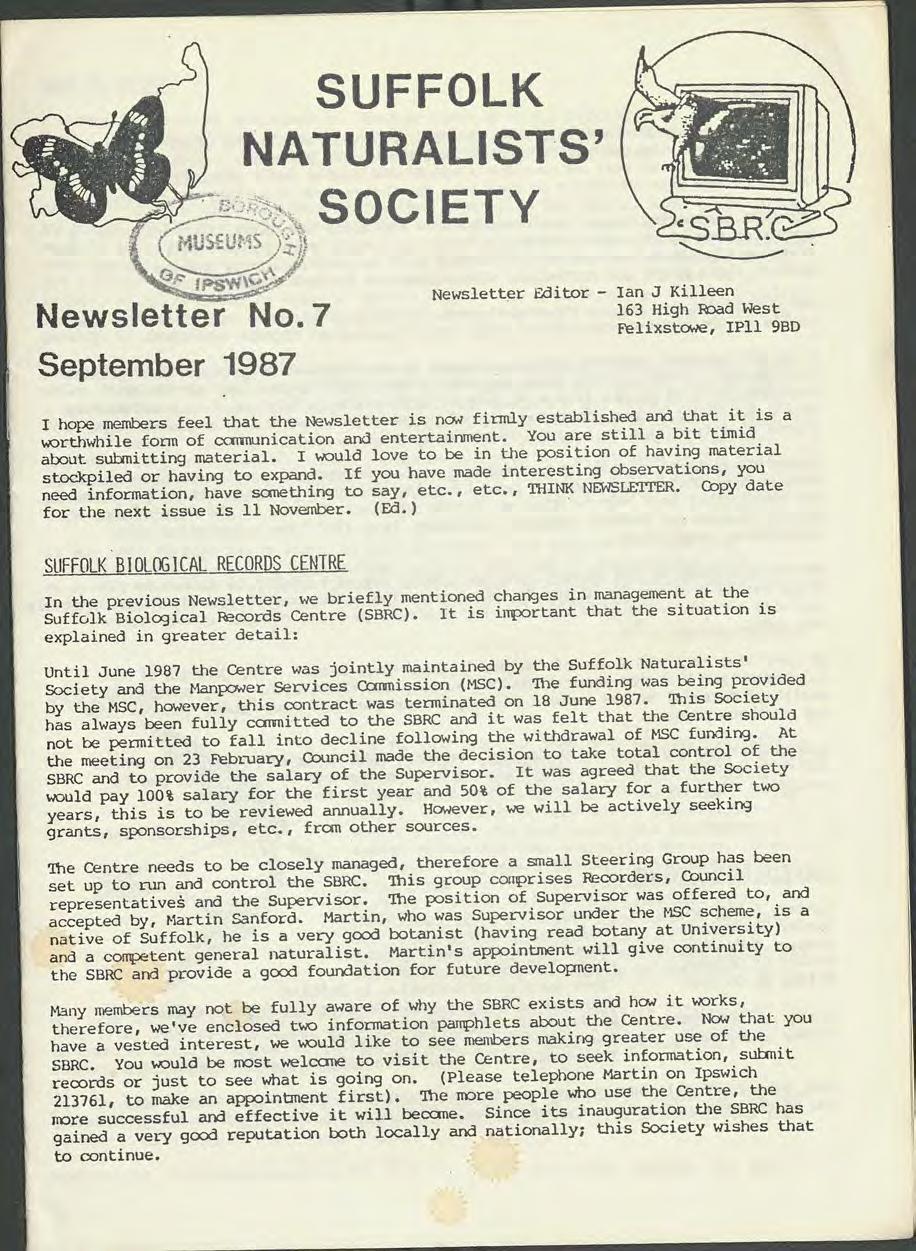 SUFFOLK
NATURALISTS'
SOCIETY
BOROUGH
MUSEUMS
OF IPSWICH
S.B.R.C.
Newsletter Editor - Ian J Killeen
163 High Road West
Felixstowe, IP11 9BD
Newsletter No.7
September 1987
I hope members feel that the Newsletter is now firmly established and that it is a
worthwhile form of communication and entertainment. You are still a bit timid
about submitting material. I would love to be in the position of having material
stockpiled or having to expand. If you have made interesting observations, you
need information, have something to say, etc., etc., THINK NEWSLETTER. Copy date
for the next issue is 11 November. (Ed.)
SUFFOLK BIOLOGICAL RECORDS CENTRE
In the previous Newsletter, we briefly mentioned changes in management at the
Suffolk Biological Records Centre (SBRC). It is important that the situation is
explained in greater detail:
Until June 1987 the Centre was jointly maintained by the Suffolk Naturalists'
Society and the Manpower Services Commission (MSC). The funding was being provided
by the MSC, however, this contract was terminated on 18 June 1987. This Society
has always been fully committed to the SBRC and it was felt that the Centre should
not be permitted to fall into decline following the withdrawal of MSC funding. At
the meeting on 23 February, Council made the decision to take total control of the
SBRC and to provide the salary of the Supervisor. It was agreed that the Society
would pay 100% salary for the first year and 50% of the salary for a further two
years, this is to be reviewed annually. However, we will be actively seeking
grants, sponsorships, etc., from other sources.
The Centre needs to be closely managed, therefore a small Steering Group has been
set up to run and control the SBRC. This group comprises Recorders, Council
representatives and the Supervisor. The position of Supervisor was offered to, and
accepted by, Martin Sanford. Martin, who was Supervisor under the MSC scheme, is a
native of Suffolk, he is a very good botanist (having read botany at University)
and a competent general naturalist. Martin's appointment will give continuity to
the SBRC and provide a good foundation for future development.
Many members may not be fully aware of why the SBRC exists and how it works,
therefore, we've enclosed two information pamphlets about the Centre. Now that you
have a vested interest, we would like to see members making greater use of the
SBRC. You would be most welcome to visit the Centre, to seek information, submit
records or just to see what is going on. (Please telephone Martin on Ipswich
213761, to make an appointment first). The more people who use the Centre, the
more successful and effective it will become. Since its inauguration the SBRC has
gained a very good reputation both locally and nationally; this Society wishes that
to continue.